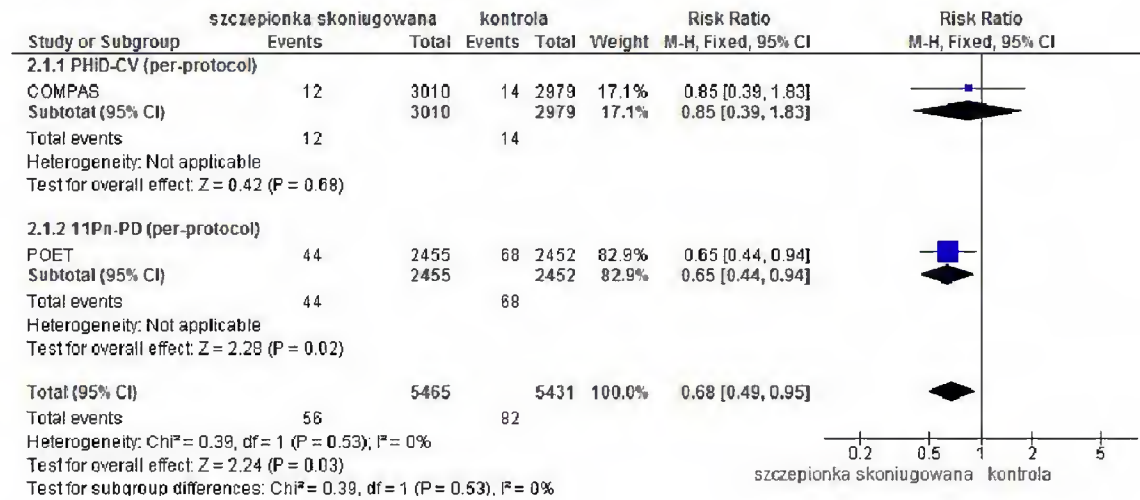 szczepionka skoniugowana kontrola Risk Ratio Risk Ratio
Study or Subgroup Events Total Events Total Weight M-H, Fixed, 95% CI M-H, Fixed, 95% CI
2.1.1 PHiD-CV (per-protocol)
COMPAS 12 3010 14 2979 17.1% 0.85 [0.39, 1.83]
Subtotal (95% CI) 3010 2979 17.1% 0.85 [0.39, 1.83]
Total events 12 14
Heterogeneity: Not applicable
Test for overall effect: Z = 0.42 (P = 0.68)
2.1.2 11Pn-PD (per-protocol)
POET 44 2455 68 2452 82.9% 0.65 [0.44, 0.94]
Subtotal (95% CI) 2455 2452 82.9% 0.65 [0.44, 0.94]
Total events 44 68
Heterogeneity: Not applicable
Test for overall effect: Z = 2.28 (P = 0.02)
Total (95% CI) 5465 5431 100.0% 0.68 [0.49, 0.95]
Total events 56 82
Heterogeneity: Chi² = 0.39, df = 1 (P = 0.53); I² = 0%
Test for overall effect: Z = 2.24 (P = 0.03)
Test for subgroup differences: Chi² = 0.39, df = 1 (P = 0.53), I² = 0%
0.2 0.5 1 2 5
szczepionka skoniugowana kontrola